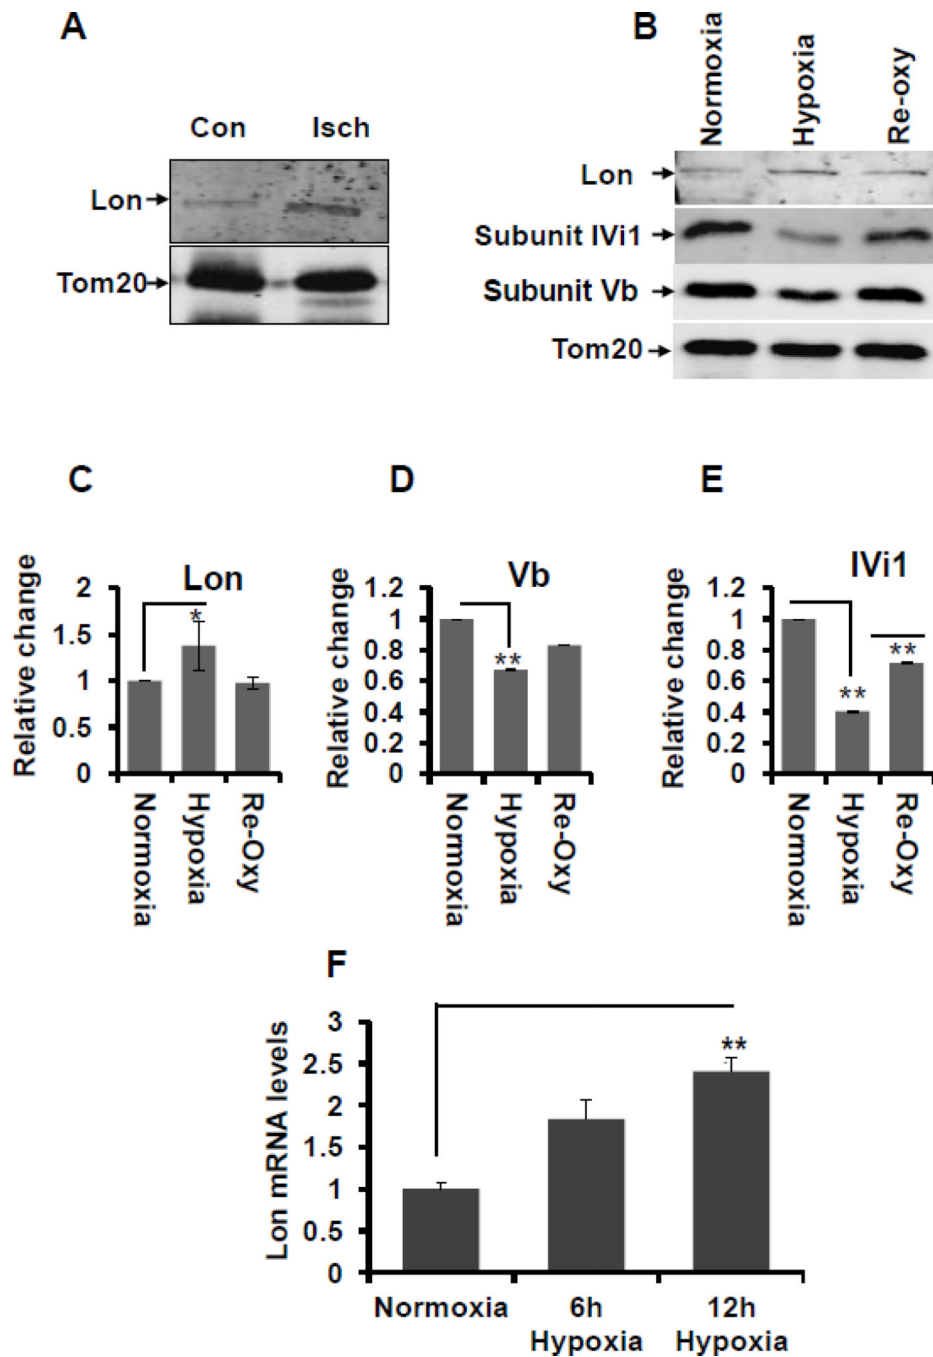 A
Con Isch
Lon
Tom20
B
Normoxia
Hypoxia
Re-oxy
Lon
Subunit IVi1
Subunit Vb
Tom20
C
Lon
Relative change
2
1.5
1
0.5
0
*
Normoxia
Hypoxia
Re-Oxy
D
Vb
Relative change
1.2
1
0.8
0.6
0.4
0.2
0
**
Normoxia
Hypoxia
Re-Oxy
E
IVi1
Relative change
1.2
1
0.8
0.6
0.4
0.2
0
**
**
Normoxia
Hypoxia
Re-Oxy
F
Lon mRNA levels
3
2.5
2
1.5
1
0.5
0
**
Normoxia
6h
Hypoxia
12h
Hypoxia